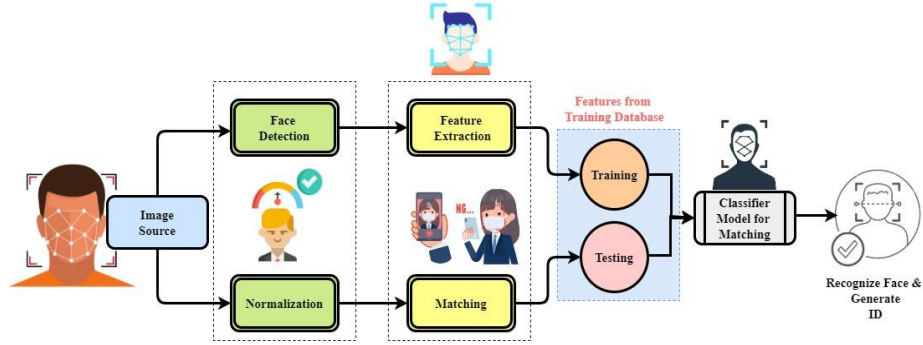 Image
Source
Face
Detection
Normalization
Feature
Extraction
NG...
Matching
Features from
Training Database
Training
Testing
Classifier
Model for
Matching
Recognize Face &
Generate
ID